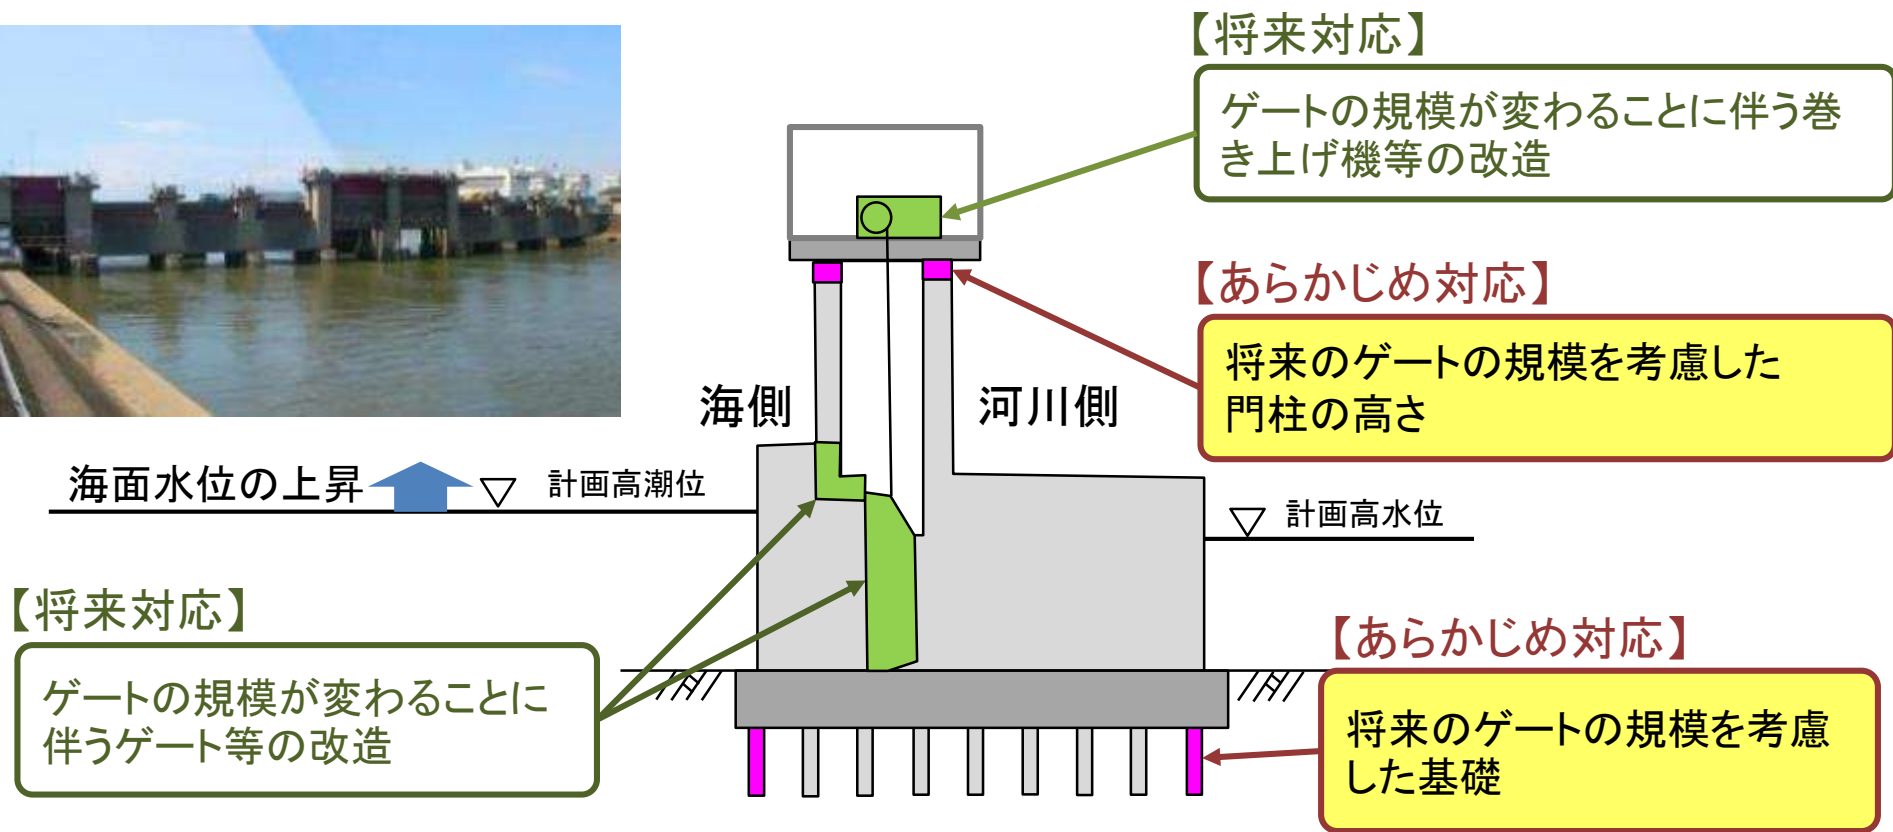 【将来対応】
ゲートの規模が変わることに伴う巻
き上げ機等の改造
【あらかじめ対応】
将来のゲートの規模を考慮した
門柱の高さ
海側
河川側
海面水位の上昇
計画高潮位
計画高水位
【将来対応】
ゲートの規模が変わることに
伴うゲート等の改造
【あらかじめ対応】
将来のゲートの規模を考慮
した基礎